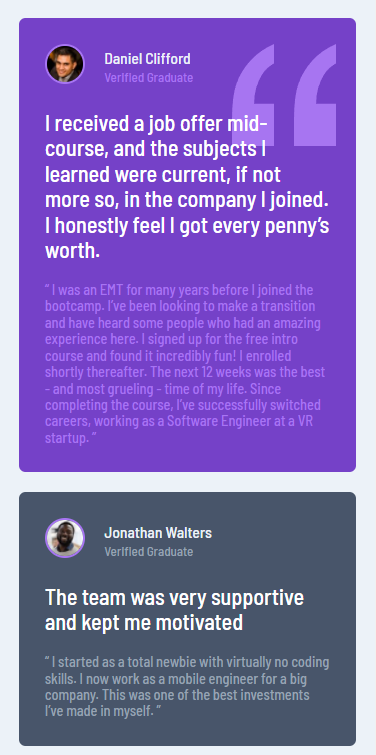 Daniel Clifford
Verified Graduate
I received a job offer mid-
course, and the subjects I
learned were current, if not
more so, in the company I joined.
I honestly feel I got every penny’s
worth.
“ I was an EMT for many years before I joined the
bootcamp. I’ve been looking to make a transition
and have heard some people who had an amazing
experience here. I signed up for the free intro
course and found it incredibly fun! I enrolled
shortly thereafter. The next 12 weeks was the best
- and most grueling - time of my life. Since
completing the course, I’ve successfully switched
careers, working as a Software Engineer at a VR
startup. ”
Jonathan Walters
Verified Graduate
The team was very supportive
and kept me motivated
“ I started as a total newbie with virtually no coding
skills. I now work as a mobile engineer for a big
company. This was one of the best investments
I’ve made in myself. ”